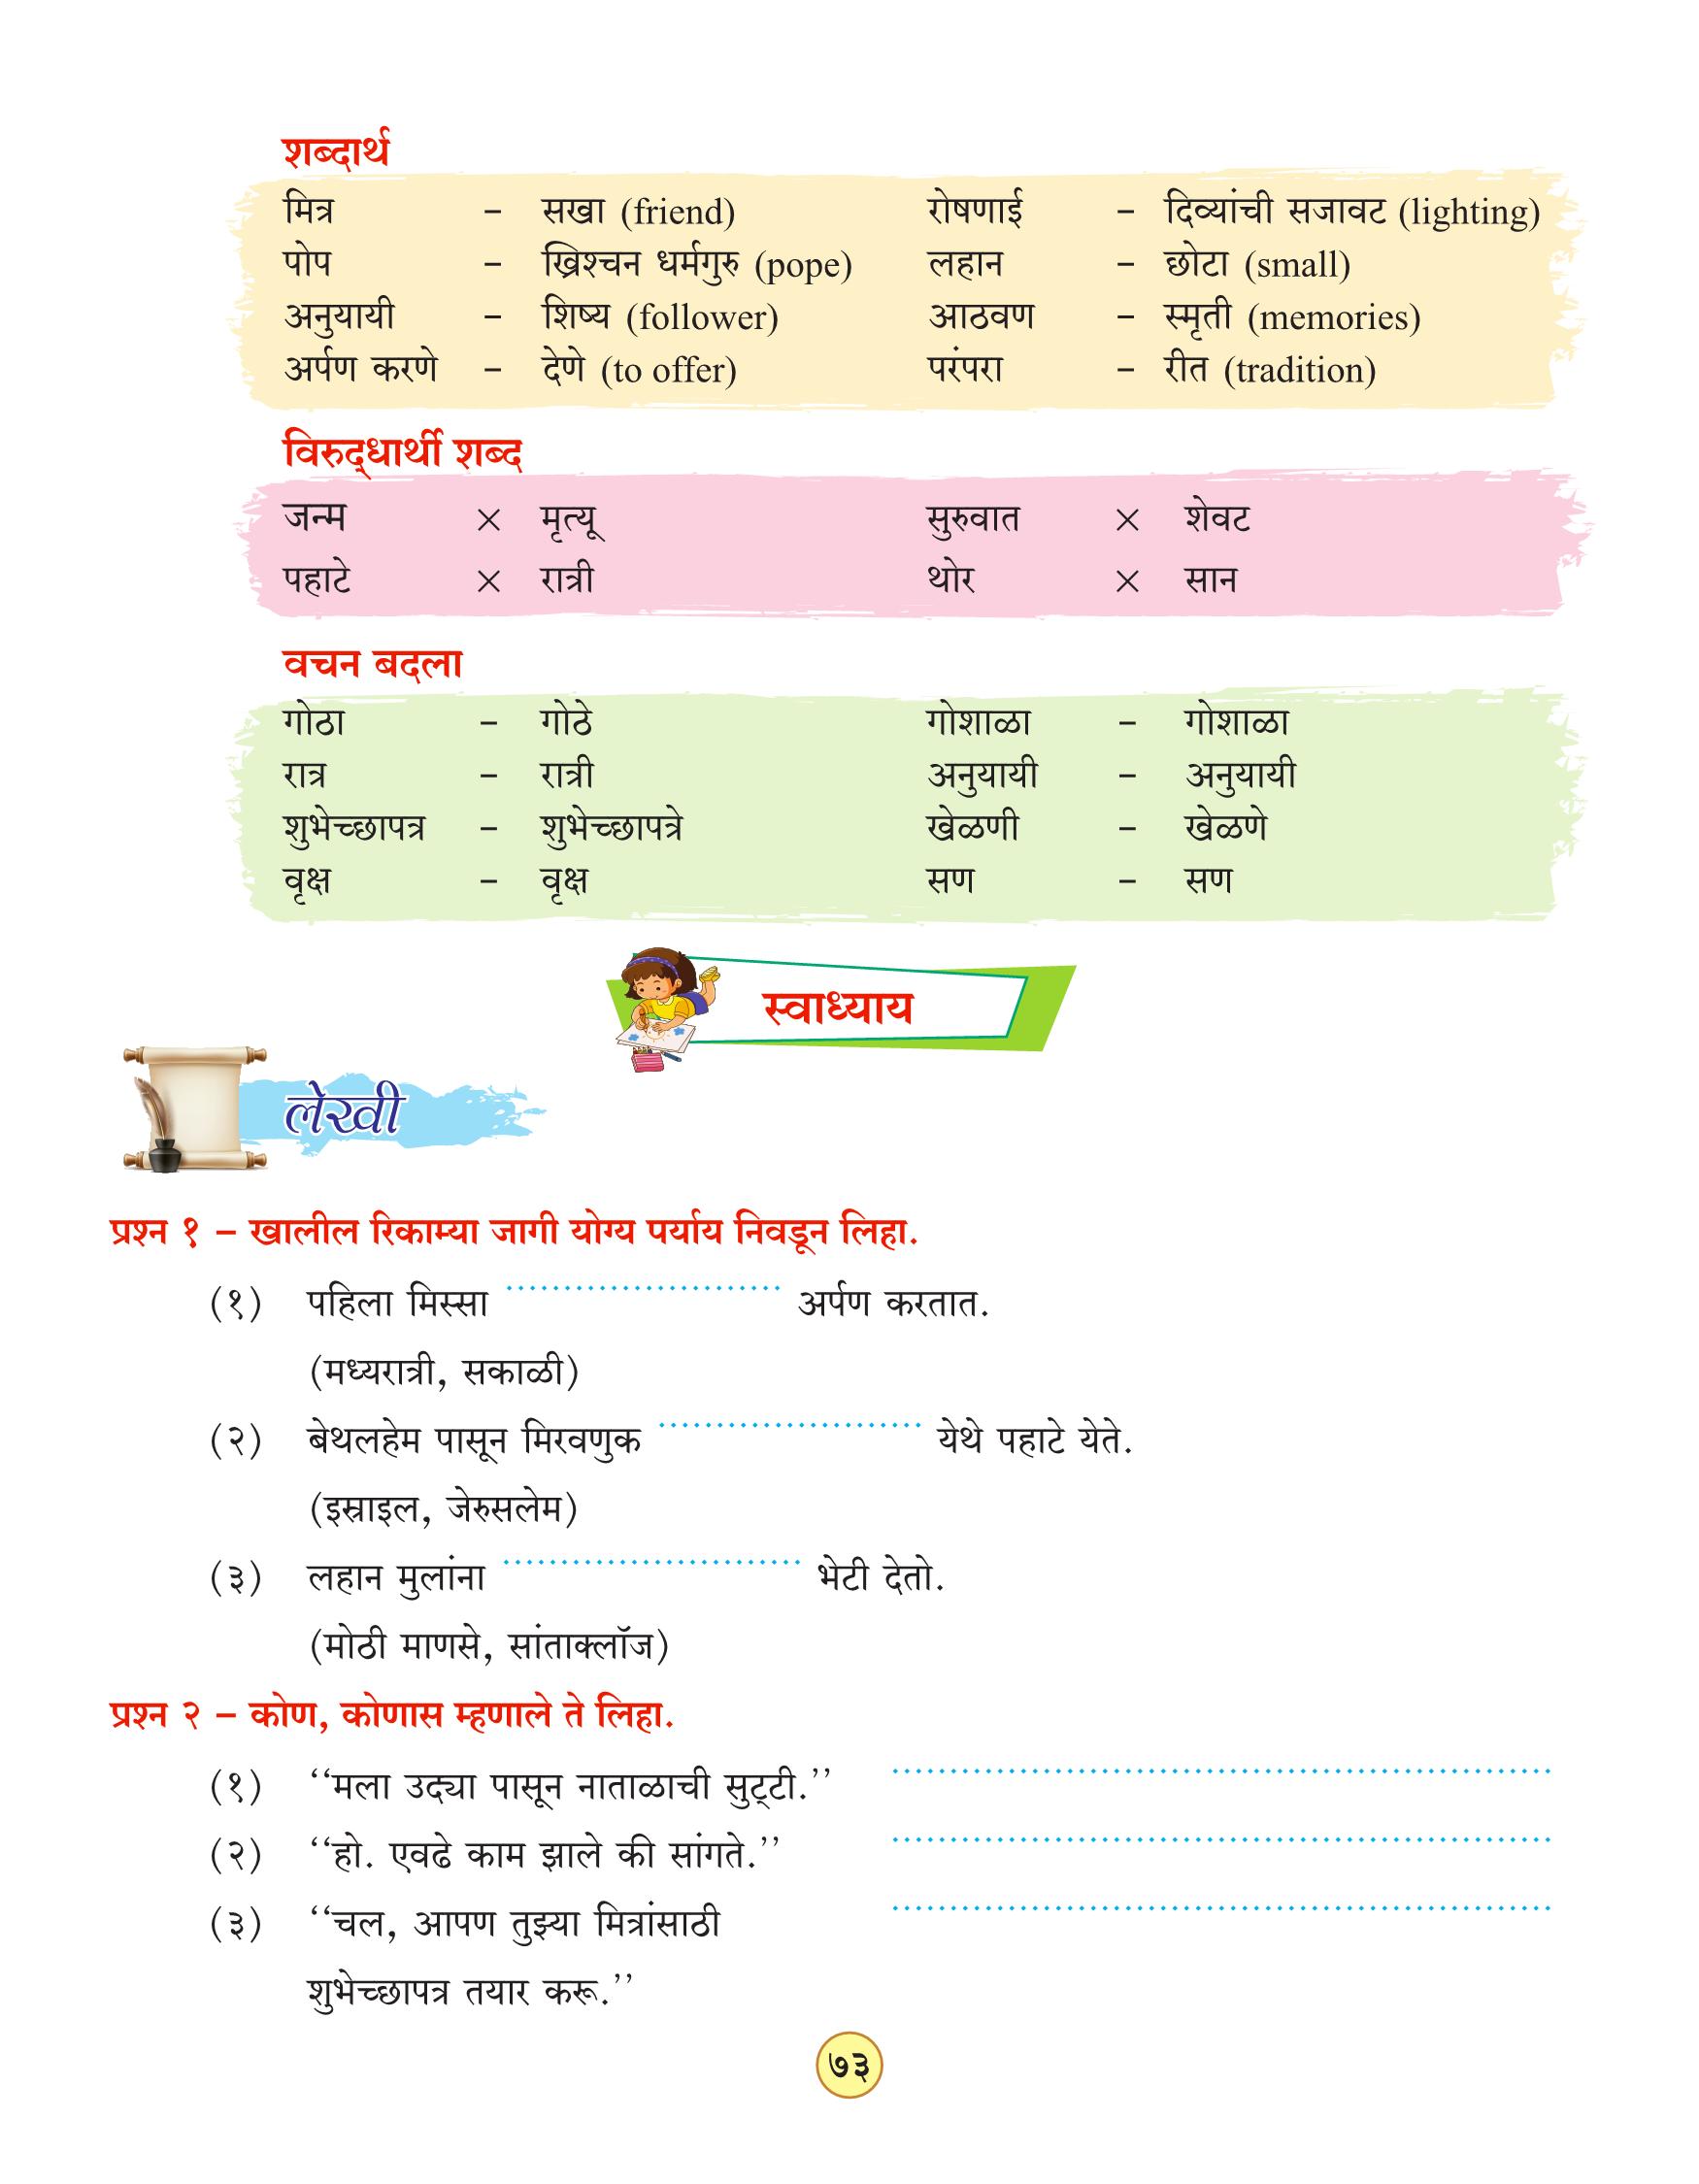 शब्दार्थ
मित्र – सखा (friend) रोषणाई – दिव्यांची सजावट (lighting)
पोप – ख्रिश्चन धर्मगुरु (pope) लहान – छोटा (small)
अनुयायी – शिष्य (follower) आठवण – स्मृती (memories)
अर्पण करणे – देणे (to offer) परंपरा – रीत (tradition)
विरुद्धार्थी शब्द
जन्म × मृत्यू सुरुवात × शेवट
पहाटे × रात्री थोर × सान
वचन बदला
गोठा – गोठे गोशाळा – गोशाळा
रात्र – रात्री अनुयायी – अनुयायी
शुभेच्छापत्र – शुभेच्छापत्रे खेळणी – खेळणे
वृक्ष – वृक्ष सण – सण
स्वाध्याय
लेखी
प्रश्न १ – खालील रिकाम्या जागी योग्य पर्याय निवडून लिहा.
(१) पहिला मिस्सा ........................ अर्पण करतात.
(मध्यरात्री, सकाळी)
(२) बेथलहेम पासून मिरवणुक ........................ येथे पहाटे येते.
(इस्राइल, जेरुसलेम)
(३) लहान मुलांना ........................ भेटी देतो.
(मोठी माणसे, सांताक्लॉज)
प्रश्न २ – कोण, कोणास म्हणाले ते लिहा.
(१) ‘‘मला उद्या पासून नाताळाची सुट्टी.’’ ........................
(२) ‘‘हो. एवढे काम झाले की सांगते.’’ ........................
(३) ‘‘चल, आपण तुझ्या मित्रांसाठी ........................
शुभेच्छापत्र तयार करू.’’
७३